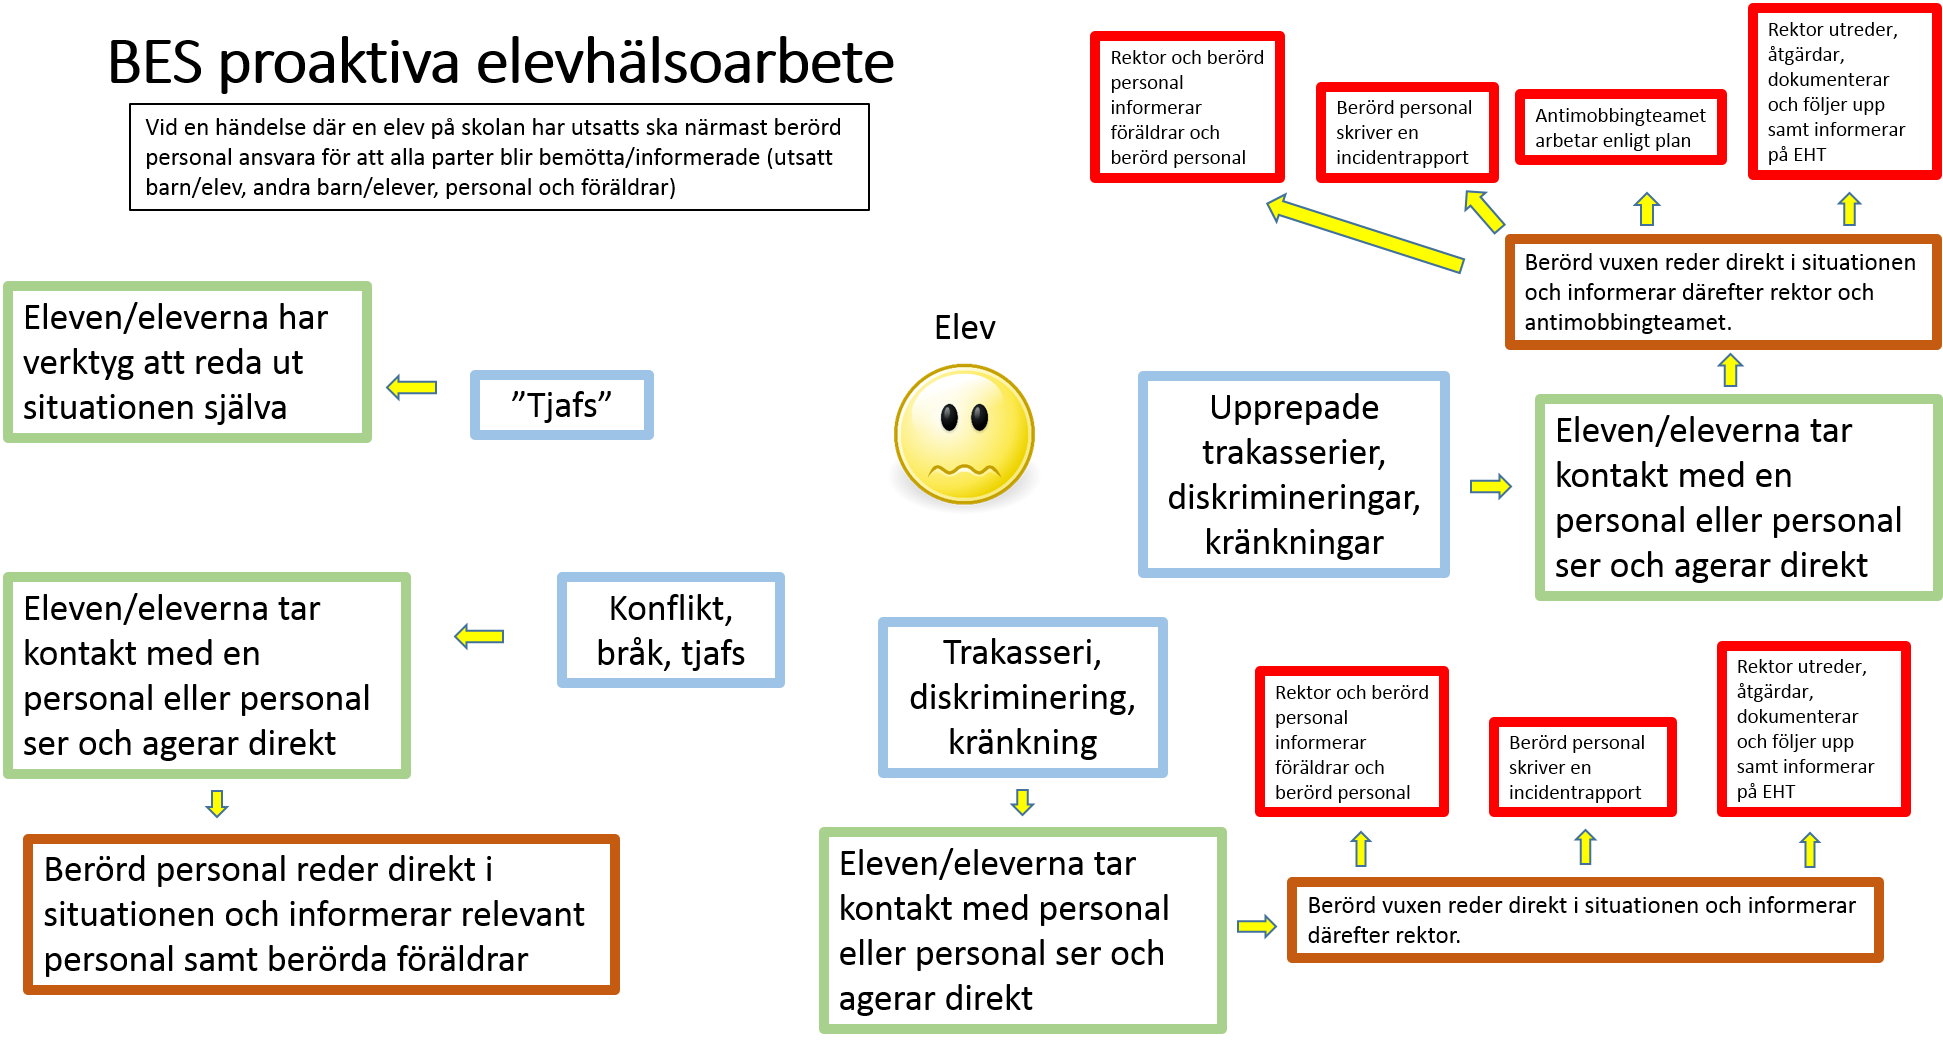 BES proaktiva elevhälsoarbete
Vid en händelse där en elev på skolan har utsatts ska närmast berörd
personal ansvara för att alla parter blir bemötta/informerade (utsatt
barn/elev, andra barn/elever, personal och föräldrar)
Rektor och berörd
personal
informerar
föräldrar och
berörd personal
Berörd personal
skriver en
incidentrapport
Antimobbingteamet
arbetar enligt plan
Rektor utreder,
åtgärdar,
dokumenterar
och följer upp
samt informerar
på EHT
Berörd vuxen reder direkt i situationen
och informerar därefter rektor och
antimobbingteamet.
Eleven/eleverna har
verktyg att reda ut
situationen själva
”Tjafs”
Elev
Upprepade
trakasserier,
diskrimineringar,
kränkningar
Eleven/eleverna tar
kontakt med en
personal eller personal
ser och agerar direkt
Eleven/eleverna tar
kontakt med en
personal eller personal
ser och agerar direkt
Konflikt,
bråk, tjafs
Trakasseri,
diskriminering,
kränkning
Rektor och berörd
personal
informerar
föräldrar och
berörd personal
Berörd personal
skriver en
incidentrapport
Rektor utreder,
åtgärdar,
dokumenterar
och följer upp
samt informerar
på EHT
Berörd personal reder direkt i
situationen och informerar relevant
personal samt berörda föräldrar
Eleven/eleverna tar
kontakt med personal
eller personal ser och
agerar direkt
Berörd vuxen reder direkt i situationen och informerar
därefter rektor.